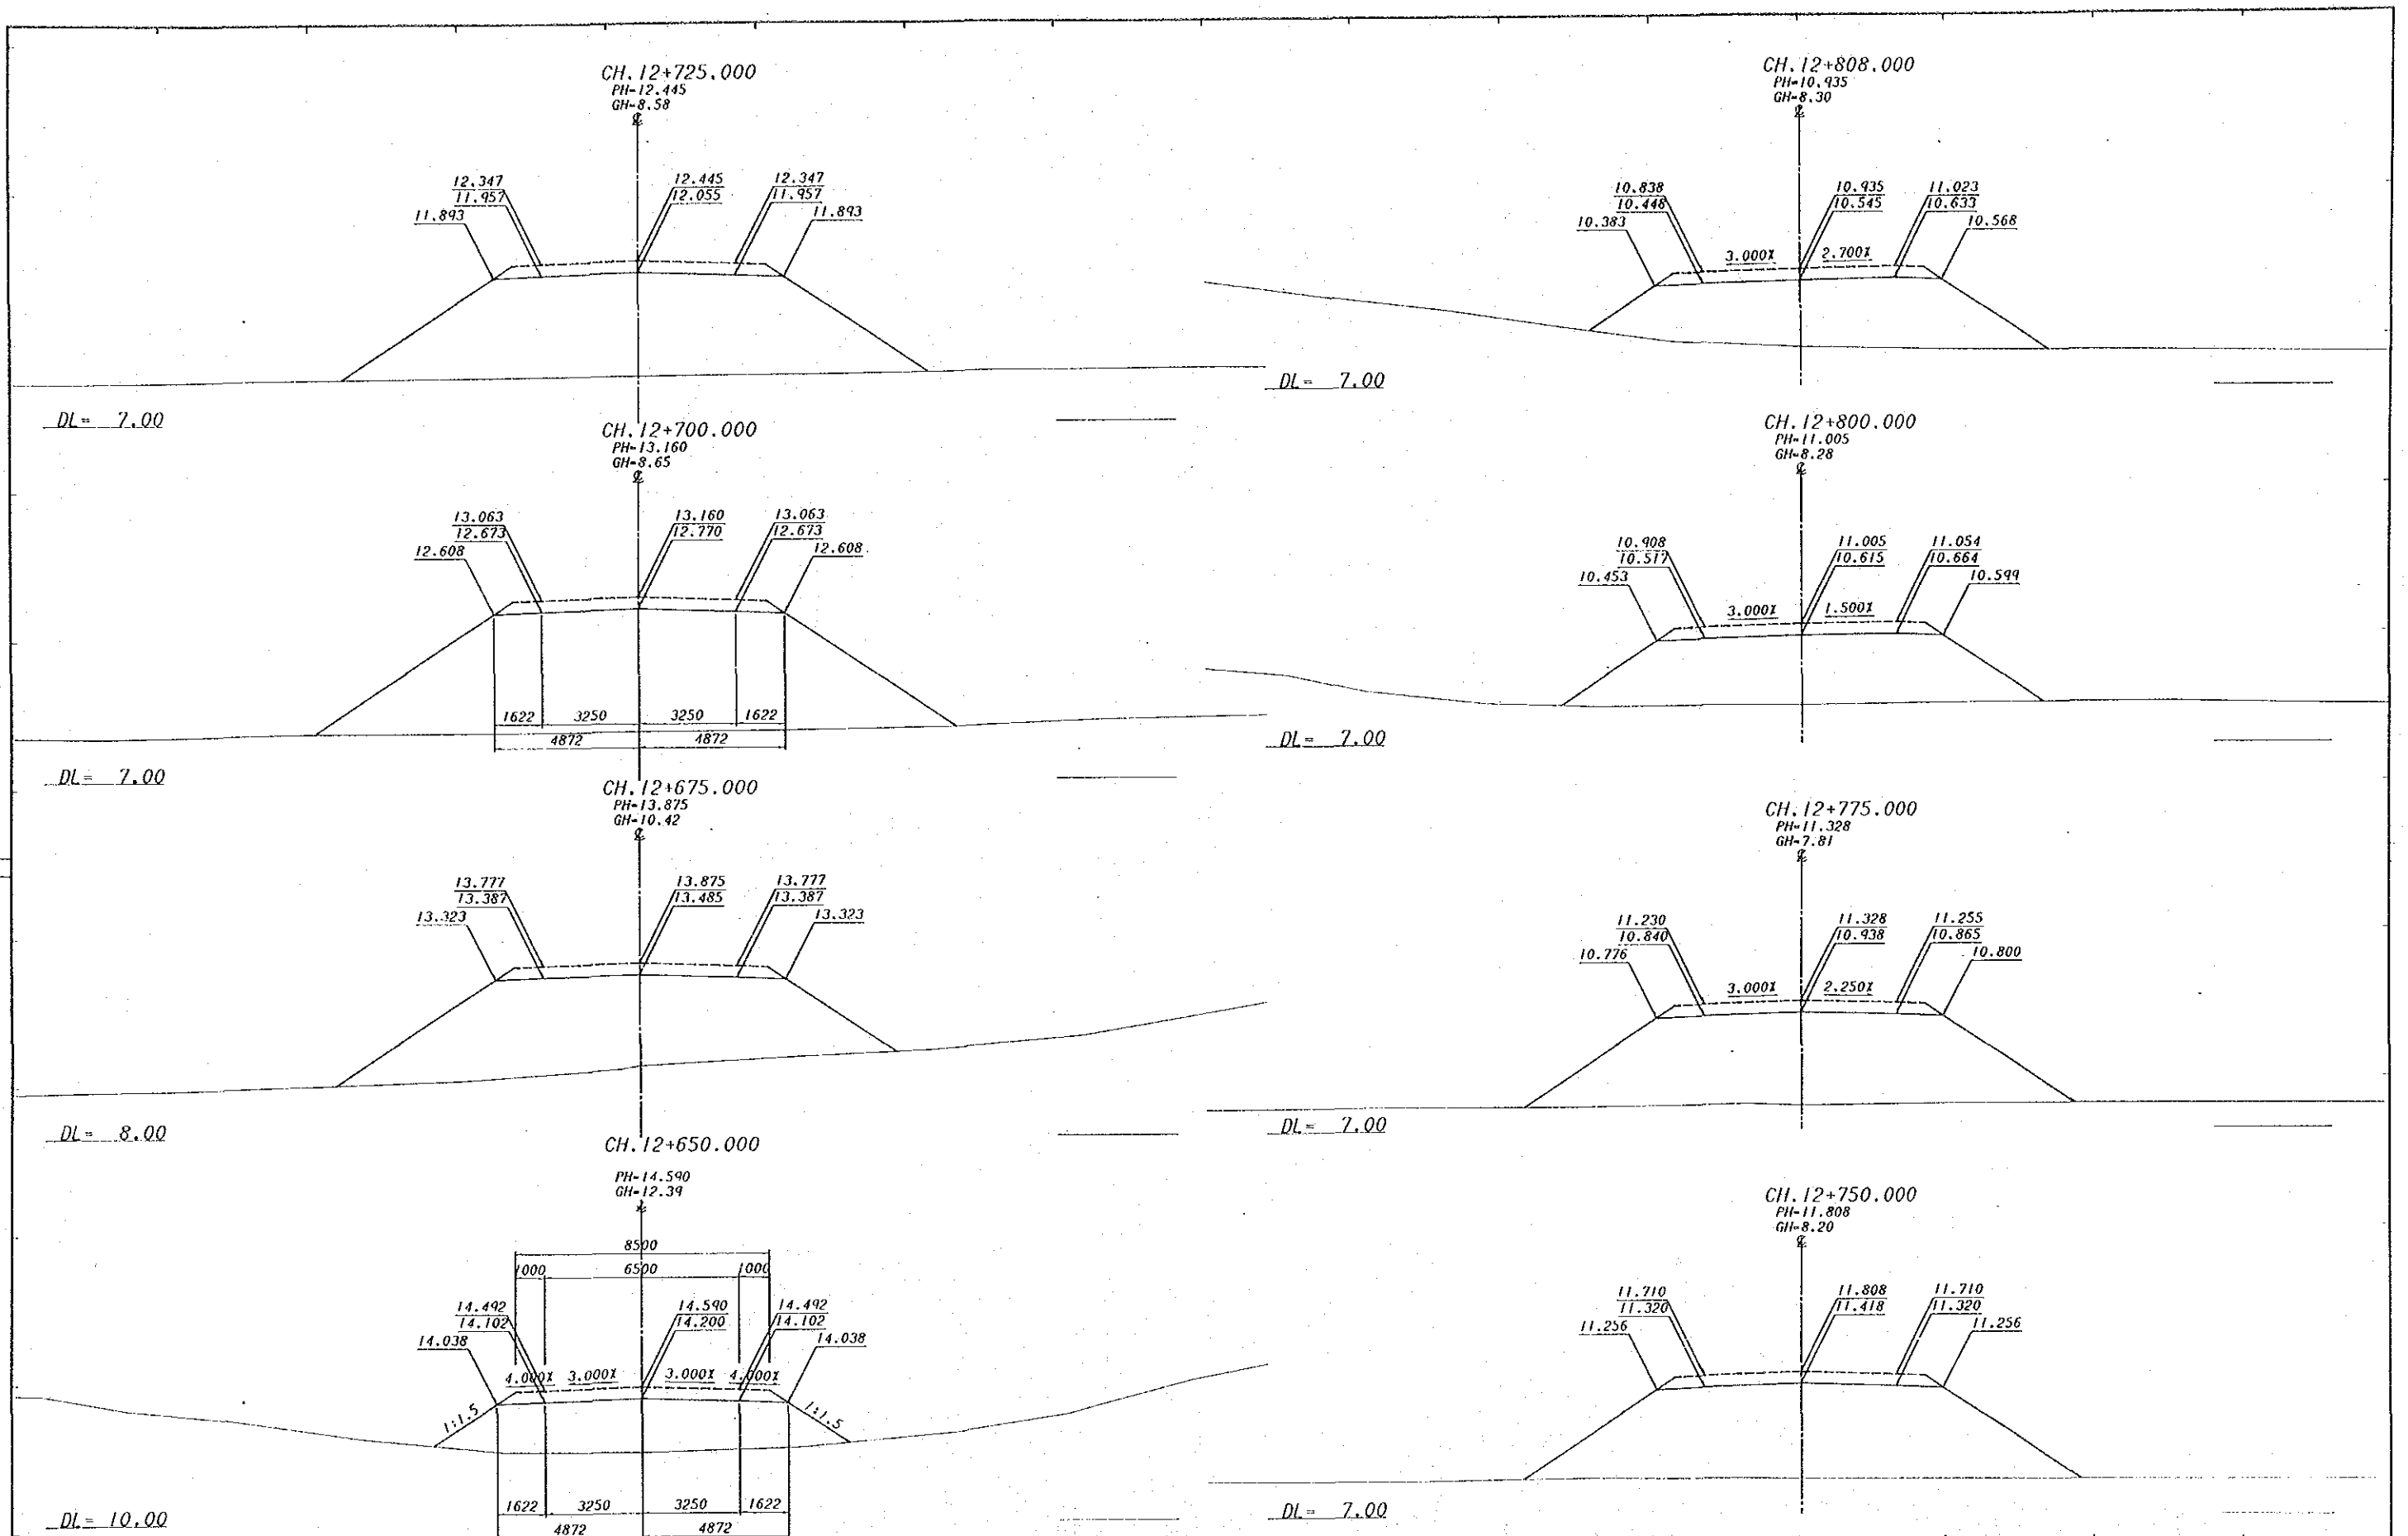 CH.12+725.000
PH=12.445
GH=8.58
12.347
11.957
11.893
12.445
12.055
12.347
11.957
11.893
DL= 7.00
CH.12+700.000
PH=13.160
GH=8.65
13.063
12.673
12.608
13.160
12.770
13.063
12.673
12.608
1622 3250 3250 1622
4872 4872
DL= 7.00
CH.12+675.000
PH=13.875
GH=10.42
13.777
13.387
13.323
13.875
13.485
13.777
13.387
13.323
DL= 8.00
CH.12+650.000
PH=14.590
GH=12.39
8500
1000 6500 1000
14.492
14.102
14.038
14.590
14.200
14.492
14.102
14.038
4.000% 3.000% 3.000% 4.000%
1:1.5 1:1.5
1622 3250 3250 1622
4872 4872
DL= 10.00
CH.12+808.000
PH=10.935
GH=8.30
10.838
10.448
10.383
10.935
10.545
11.023
10.633
10.568
3.000% 2.700%
DL= 7.00
CH.12+800.000
PH=11.005
GH=8.28
10.908
10.517
10.453
11.005
10.615
11.054
10.664
10.599
3.000% 1.500%
DL= 7.00
CH.12+775.000
PH=11.328
GH=7.81
11.230
10.840
10.776
11.328
10.938
11.255
10.865
10.800
3.000% 2.250%
DL= 7.00
CH.12+750.000
PH=11.808
GH=8.20
11.710
11.320
11.256
11.808
11.418
11.710
11.320
11.256
DL= 7.00